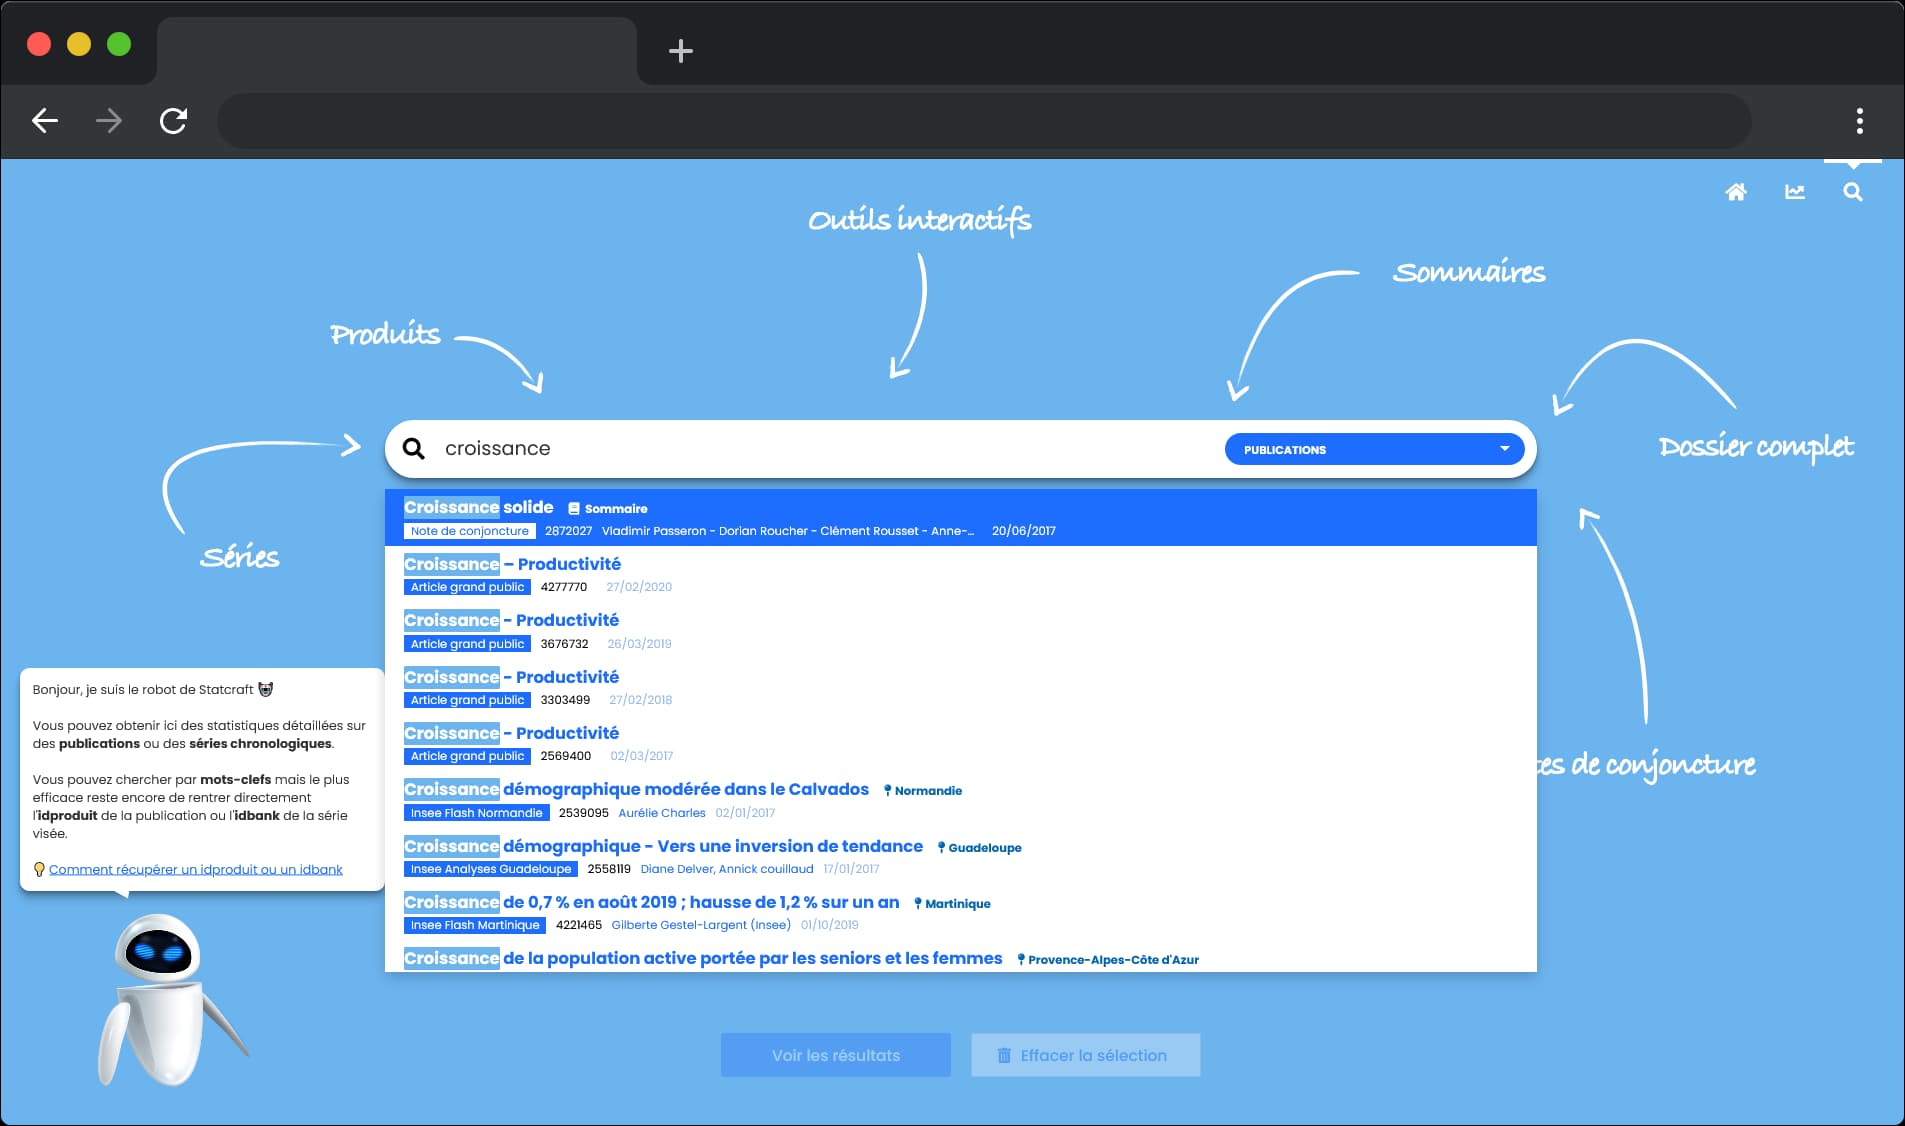 Outils interactifs
Sommaires
Produits
Dossier complet
Séries
croissance
PUBLICATIONS
Croissance solide Sommaire
Note de conjoncture 2872027 Vladimir Passeron - Dorian Roucher - Clément Rousset - Anne-... 20/06/2017
Croissance – Productivité
Article grand public 4277770 27/02/2020
Croissance - Productivité
Article grand public 3676732 26/03/2019
Croissance - Productivité
Article grand public 3303499 27/02/2018
Croissance - Productivité
Article grand public 2569400 02/03/2017
Croissance démographique modérée dans le Calvados Normandie
Insee Flash Normandie 2539095 Aurélie Charles 02/01/2017
Croissance démographique - Vers une inversion de tendance Guadeloupe
Insee Analyses Guadeloupe 2558119 Diane Delver, Annick couillaud 17/01/2017
Croissance de 0,7 % en août 2019 ; hausse de 1,2 % sur un an Martinique
Insee Flash Martinique 4221465 Gilberte Gestel-Largent (Insee) 01/10/2019
Croissance de la population active portée par les seniors et les femmes Provence-Alpes-Côte d'Azur
tes de conjoncture
Bonjour, je suis le robot de Statcraft
Vous pouvez obtenir ici des statistiques détaillées sur
des publications ou des séries chronologiques.
Vous pouvez chercher par mots-clefs mais le plus
efficace reste encore de rentrer directement
l'idproduit de la publication ou l'idbank de la série
visée.
Comment récupérer un idproduit ou un idbank
Voir les résultats
Effacer la sélection